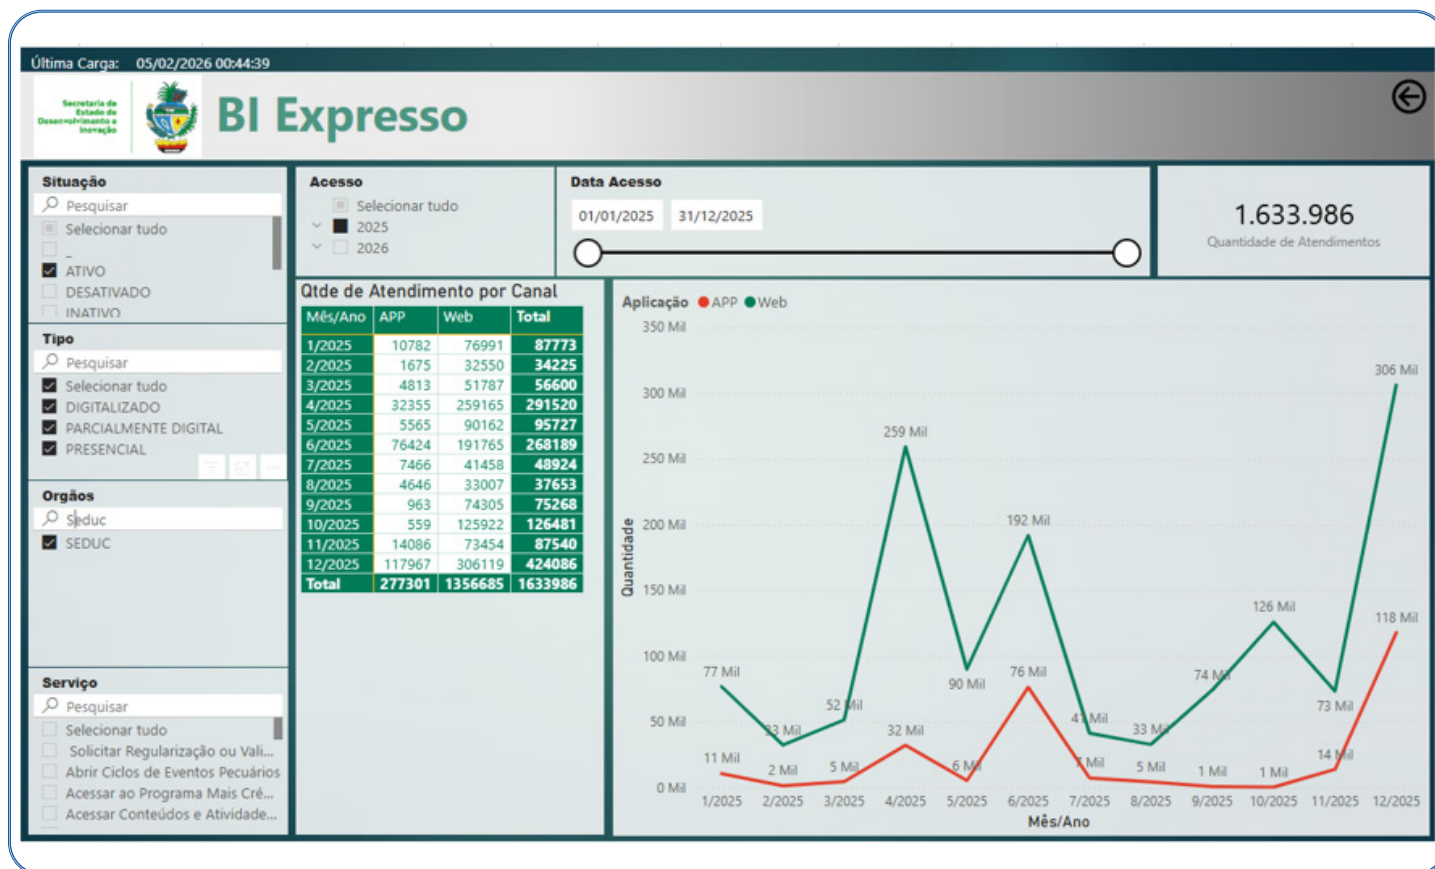 Última Carga: 05/02/2026 00:44:39
Secretaria de
Estado de
Desenvolvimento e
Inovação
BI Expresso
Situação
Pesquisar
Selecionar tudo
_
ATIVO
DESATIVADO
INATIVO
Tipo
Pesquisar
Selecionar tudo
DIGITALIZADO
PARCIALMENTE DIGITAL
PRESENCIAL
Orgãos
Seduc
SEDUC
Serviço
Pesquisar
Selecionar tudo
Solicitar Regularização ou Vali...
Abrir Ciclos de Eventos Pecuários
Acessar ao Programa Mais Cré...
Acessar Conteúdos e Atividade...
Acesso
Selecionar tudo
2025
2026
Data Acesso
01/01/2025 31/12/2025
1.633.986
Quantidade de Atendimentos
Qtde de Atendimento por Canal
Mês/Ano APP Web Total
1/2025 10782 76991 87773
2/2025 1675 32550 34225
3/2025 4813 51787 56600
4/2025 32355 259165 291520
5/2025 5565 90162 95727
6/2025 76424 191765 268189
7/2025 7466 41458 48924
8/2025 4646 33007 37653
9/2025 963 74305 75268
10/2025 559 125922 126481
11/2025 14086 73454 87540
12/2025 117967 306119 424086
Total 277301 1356685 1633986
Aplicação APP Web
350 Mil
300 Mil
250 Mil
200 Mil
150 Mil
100 Mil
50 Mil
0 Mil
Quantidade
77 Mil
33 Mil
52 Mil
259 Mil
90 Mil
192 Mil
41 Mil
33 Mil
74 Mil
126 Mil
73 Mil
306 Mil
11 Mil
2 Mil
5 Mil
32 Mil
6 Mil
76 Mil
7 Mil
5 Mil
1 Mil
1 Mil
14 Mil
118 Mil
1/2025 2/2025 3/2025 4/2025 5/2025 6/2025 7/2025 8/2025 9/2025 10/2025 11/2025 12/2025
Mês/Ano